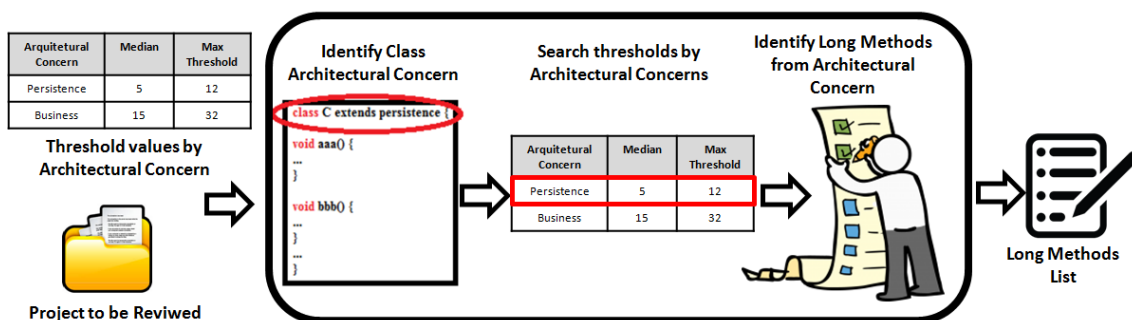 Arquitetural Concern Median Max Threshold
Persistence 5 12
Business 15 32
Threshold values by
Architectural Concern
Project to be Reviwed
Identify Class
Architectural Concern
class C extends persistence {
void aaa() {
...
}
void bbb() {
...
}
...
}
Search thresholds by
Architectural Concerns
Arquitetural Concern Median Max Threshold
Persistence 5 12
Business 15 32
Identify Long Methods
from Architectural
Concern
Long Methods
List